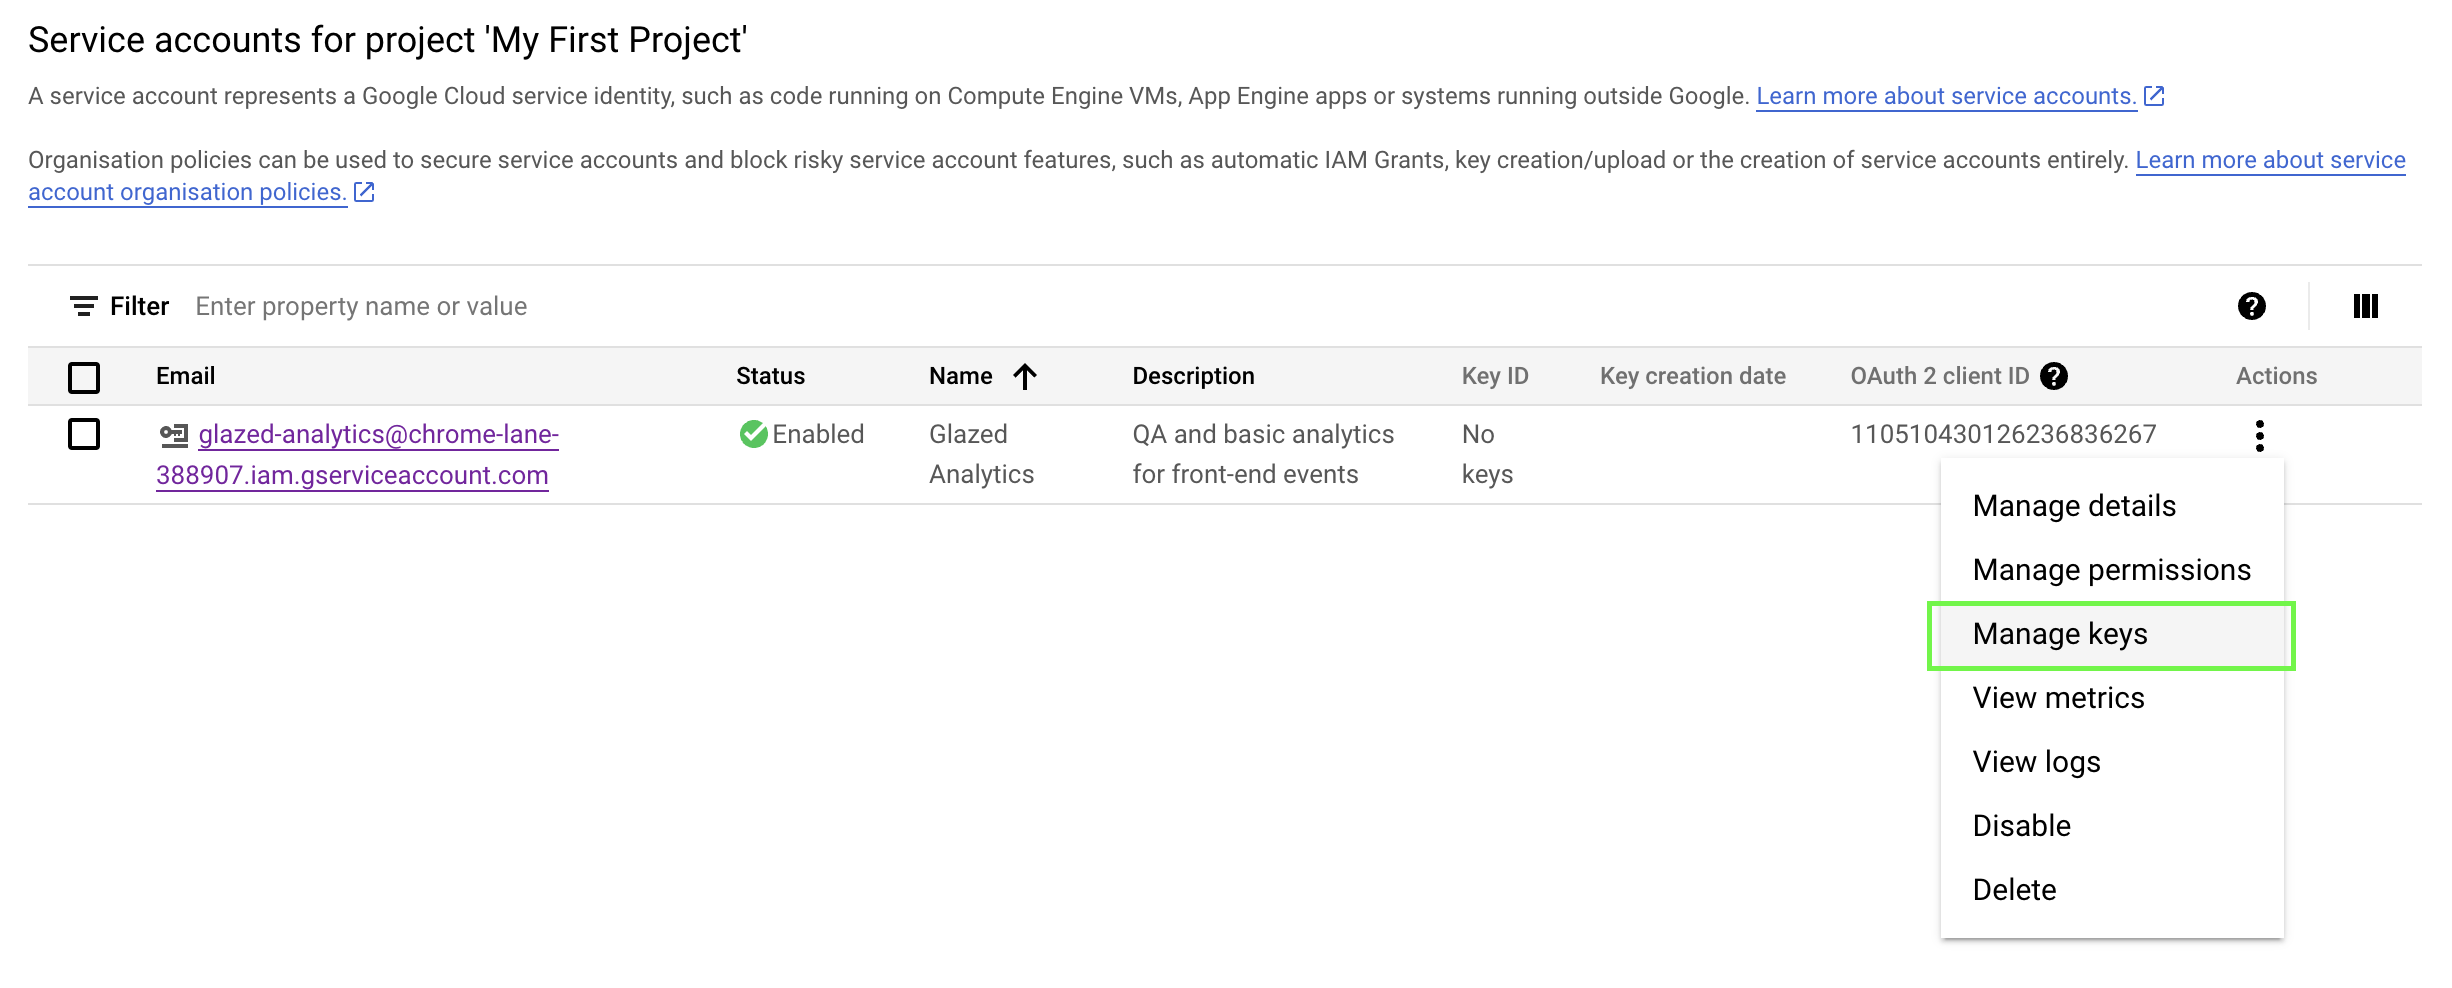 Service accounts for project 'My First Project'
A service account represents a Google Cloud service identity, such as code running on Compute Engine VMs, App Engine apps or systems running outside Google. Learn more about service accounts.
Organisation policies can be used to secure service accounts and block risky service account features, such as automatic IAM Grants, key creation/upload or the creation of service accounts entirely. Learn more about service
account organisation policies.
Filter Enter property name or value
Email Status Name Description Key ID Key creation date OAuth 2 client ID Actions
glazed-analytics@chrome-lane- Enabled Glazed QA and basic analytics No 110510430126236836267
388907.iam.gserviceaccount.com Analytics for front-end events keys
Manage details
Manage permissions
Manage keys
View metrics
View logs
Disable
Delete